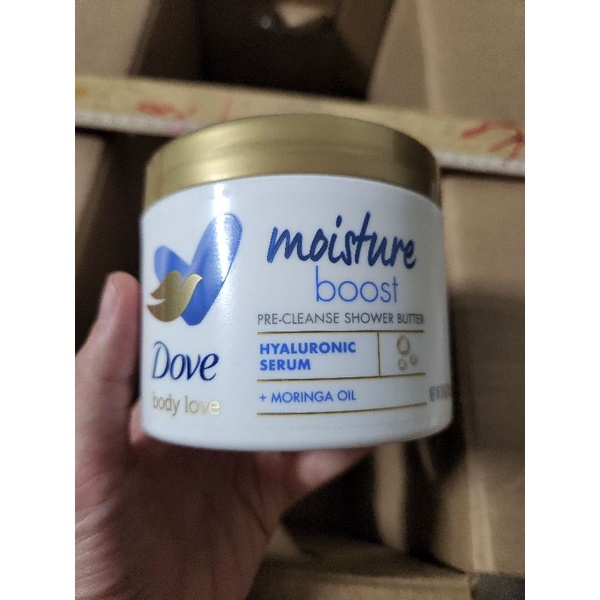 moisture
boost
PRE-CLEANSE SHOWER BUTTER
HYALURONIC
SERUM
+ MORINGA OIL
Dove
body love